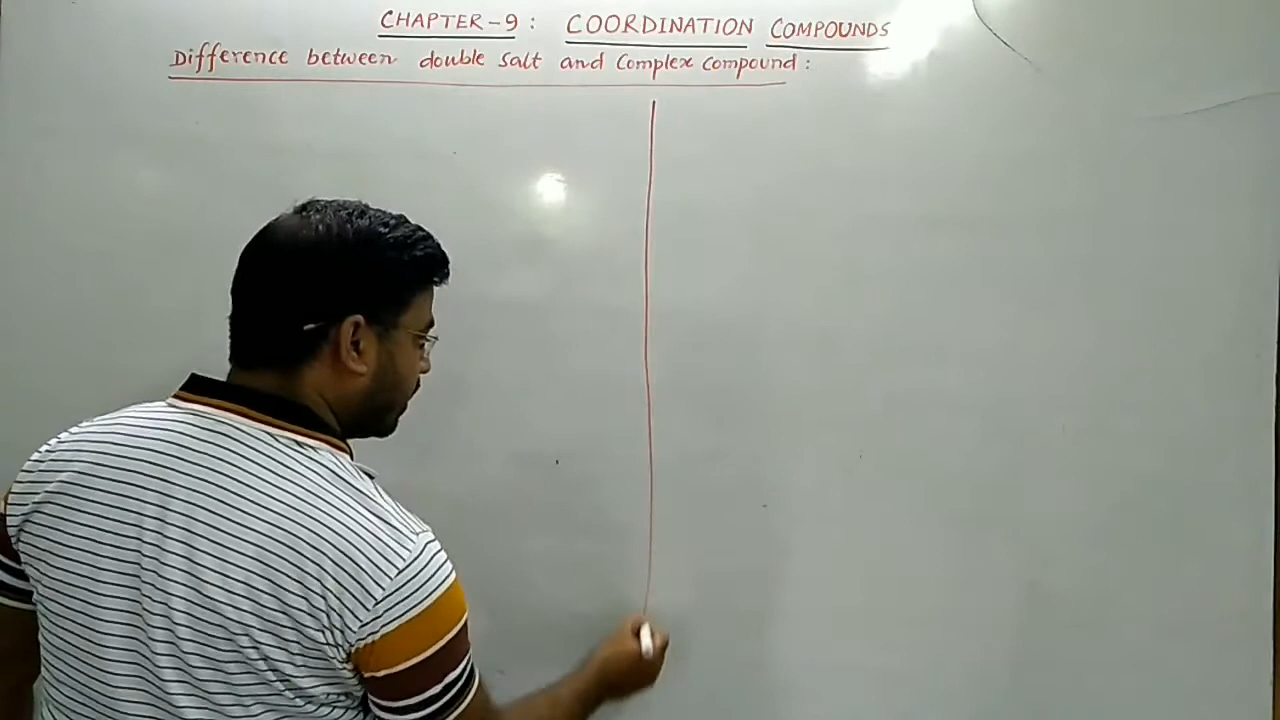 CHAPTER-9: COORDINATION COMPOUNDS
Difference between double salt and Complex Compound: